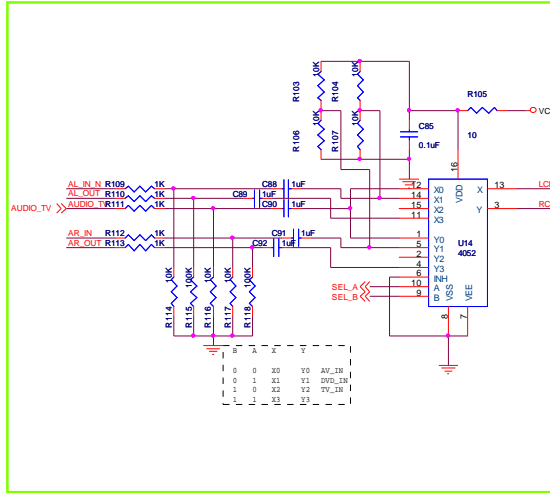 10K
10K
R103
R104
R105
VC
10
10K
10K
R106
R107
C85
0.1uF
16
VDD
AL_IN_N R109 1K
AL_OUT R110 1K
AUDIO_TV
AUDIO_TV R111 1K
C88 1uF
C89 1uF
C90 1uF
AR_IN R112 1K
AR_OUT R113 1K
C91 1uF
C92 1uF
12 X0
14 X1
15 X2
11 X3
1 Y0
5 Y1
2 Y2
4 Y3
6 INH
10 A
9 B
X 13 LC
Y 3 RC
U14
4052
VSS
VEE
8
7
SEL_A
SEL_B
100K
100K
10K
100K
100K
R114
R115
R116
R117
R118
B A X Y
0 0 X0 Y0 AV_IN
0 1 X1 Y1 DVD_IN
1 0 X2 Y2 TV_IN
1 1 X3 Y3